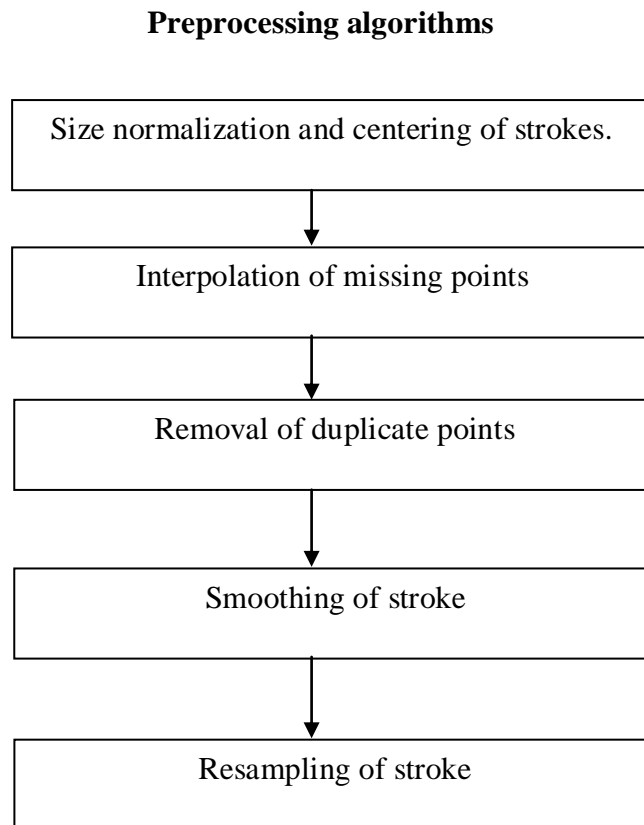 Preprocessing algorithms
Size normalization and centering of strokes.
Interpolation of missing points
Removal of duplicate points
Smoothing of stroke
Resampling of stroke